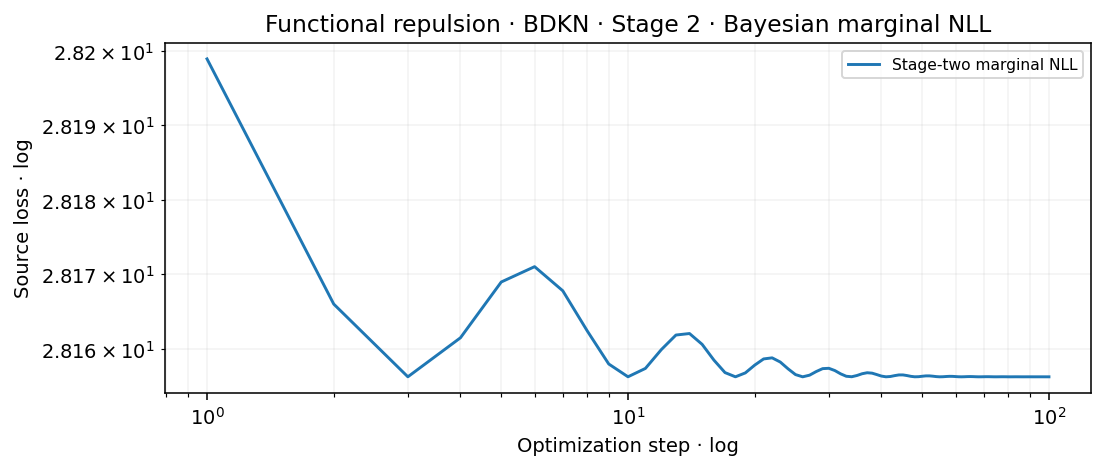 Functional repulsion · BDKN · Stage 2 · Bayesian marginal NLL
Stage-two marginal NLL
Source loss · log
2.82 × 10¹
2.819 × 10¹
2.818 × 10¹
2.817 × 10¹
2.816 × 10¹
10⁰ 10¹ 10²
Optimization step · log